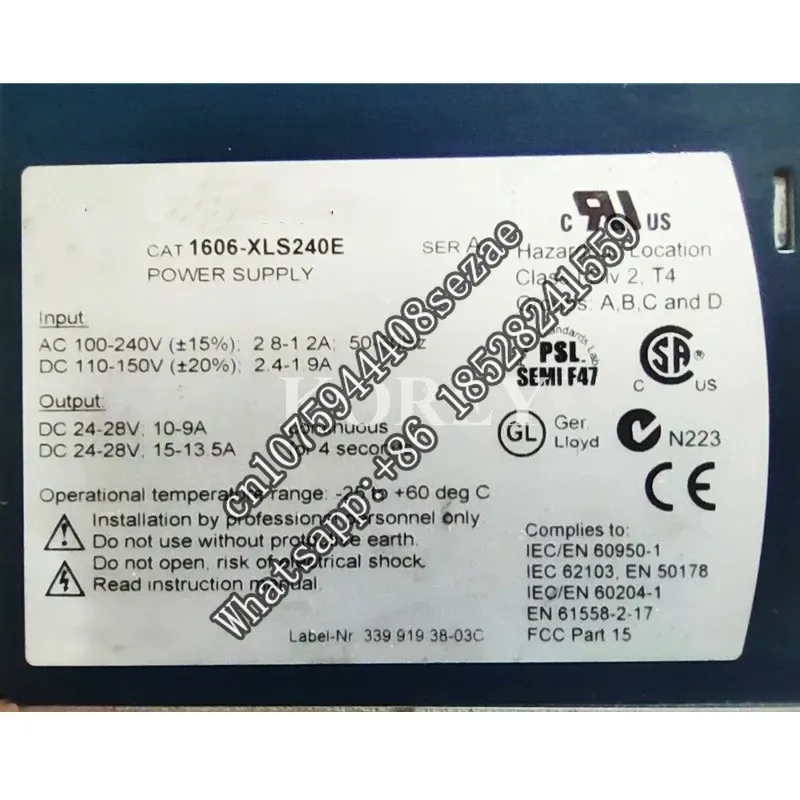 C UL US
CAT 1606-XLS240E
SER A
Hazar Location
POWER SUPPLY
Class Div 2, T4
Groups: A,B,C and D
Input:
AC 100-240V (±15%); 2.8-1.2A; 50-
DC 110-150V (±20%); 2.4-1.9A
PSL
SEMI F47
SA
C US
KOREY
Output:
DC 24-28V; 10-9A continuous
DC 24-28V; 15-13.5A for 4 seconds
GL Ger. Lloyd
N223
CE
Operational temperature range: -25 to +60 deg C
Installation by professional personnel only
Do not use without protective earth.
Do not open, risk of electrical shock.
Read instruction manual.
Complies to:
IEC/EN 60950-1
IEC 62103, EN 50178
IEC/EN 60204-1
EN 61558-2-17
FCC Part 15
Label-Nr 339 919 38-03C
cn1075944408sezae
Whatsapp:+86 18528241559